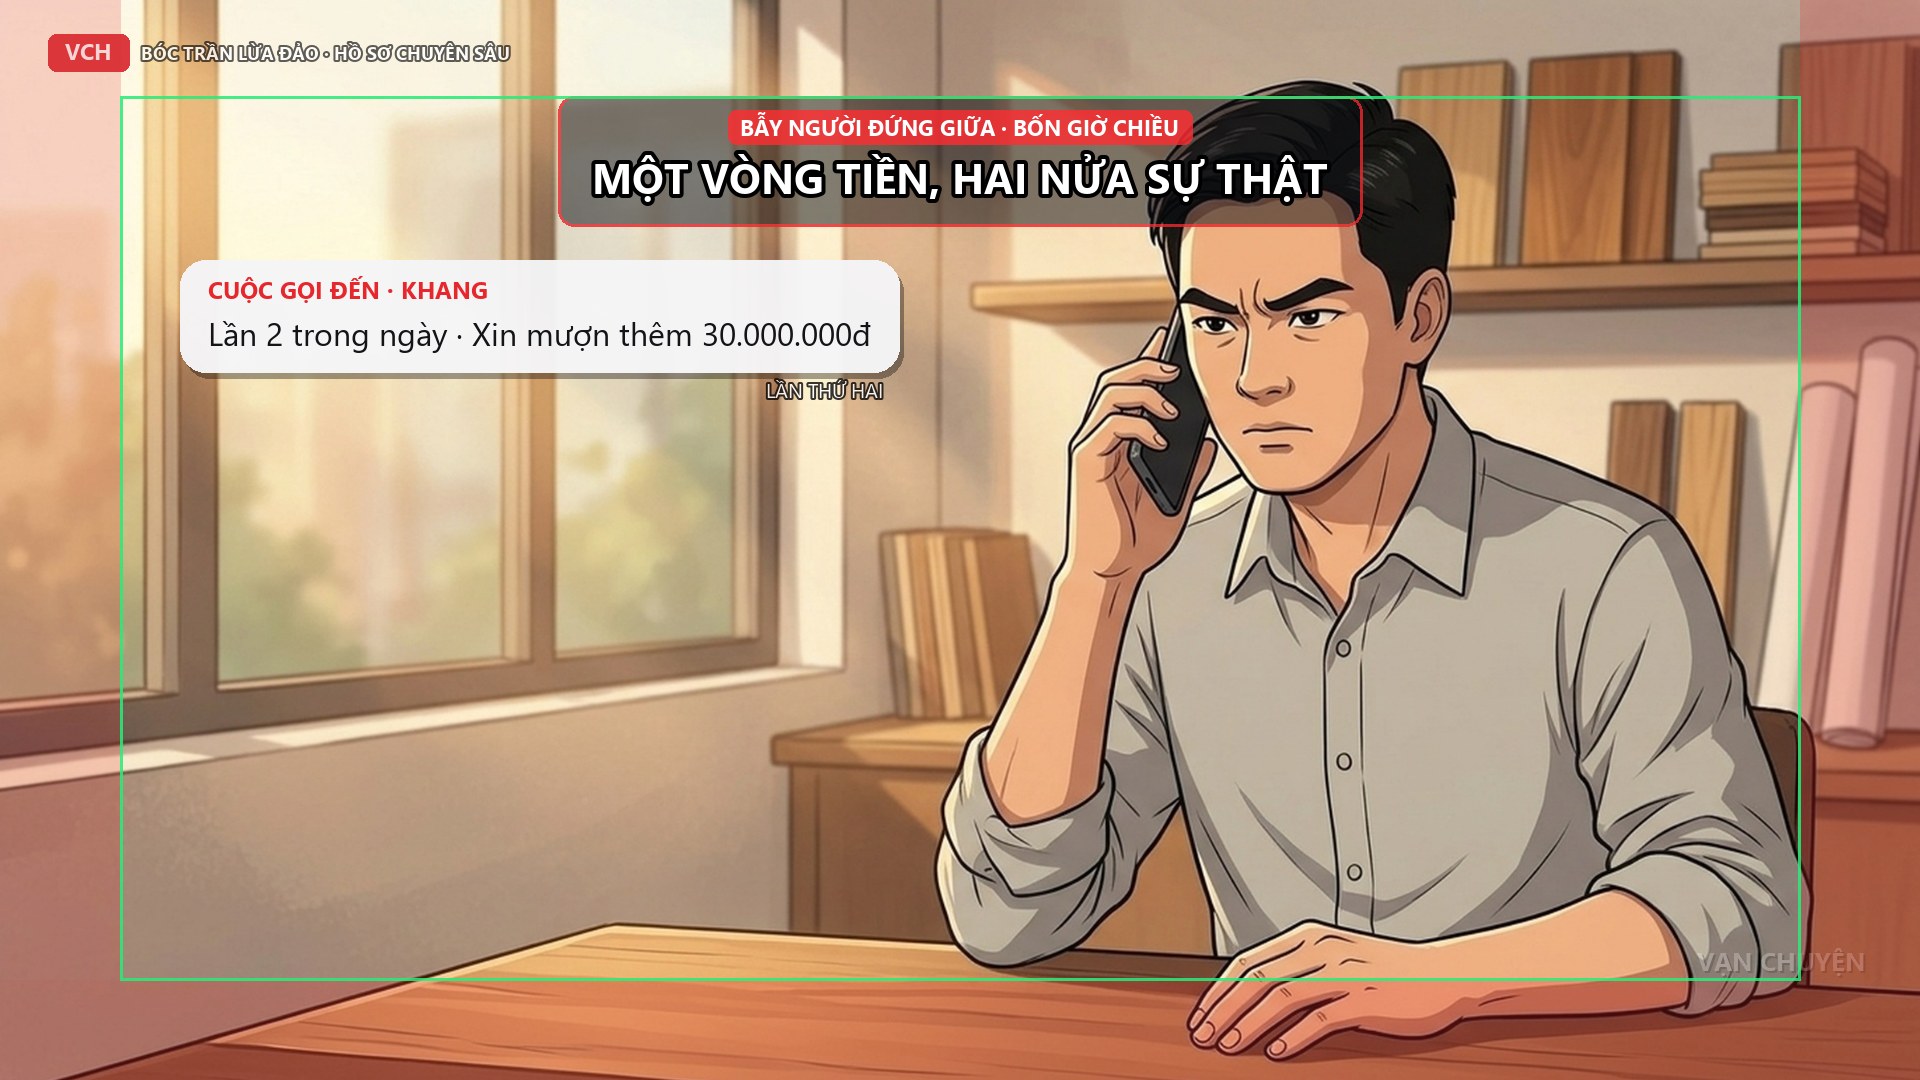 VCH BÓC TRẦN LỪA ĐẢO · HỒ SƠ CHUYÊN SÂU
BẪY NGƯỜI ĐỨNG GIỮA · BỐN GIỜ CHIỀU
MỘT VÒNG TIỀN, HAI NỬA SỰ THẬT
CUỘC GỌI ĐẾN · KHANG
Lần 2 trong ngày · Xin mượn thêm 30.000.000đ
LẦN THỨ HAI
VẠN CHUYỆN